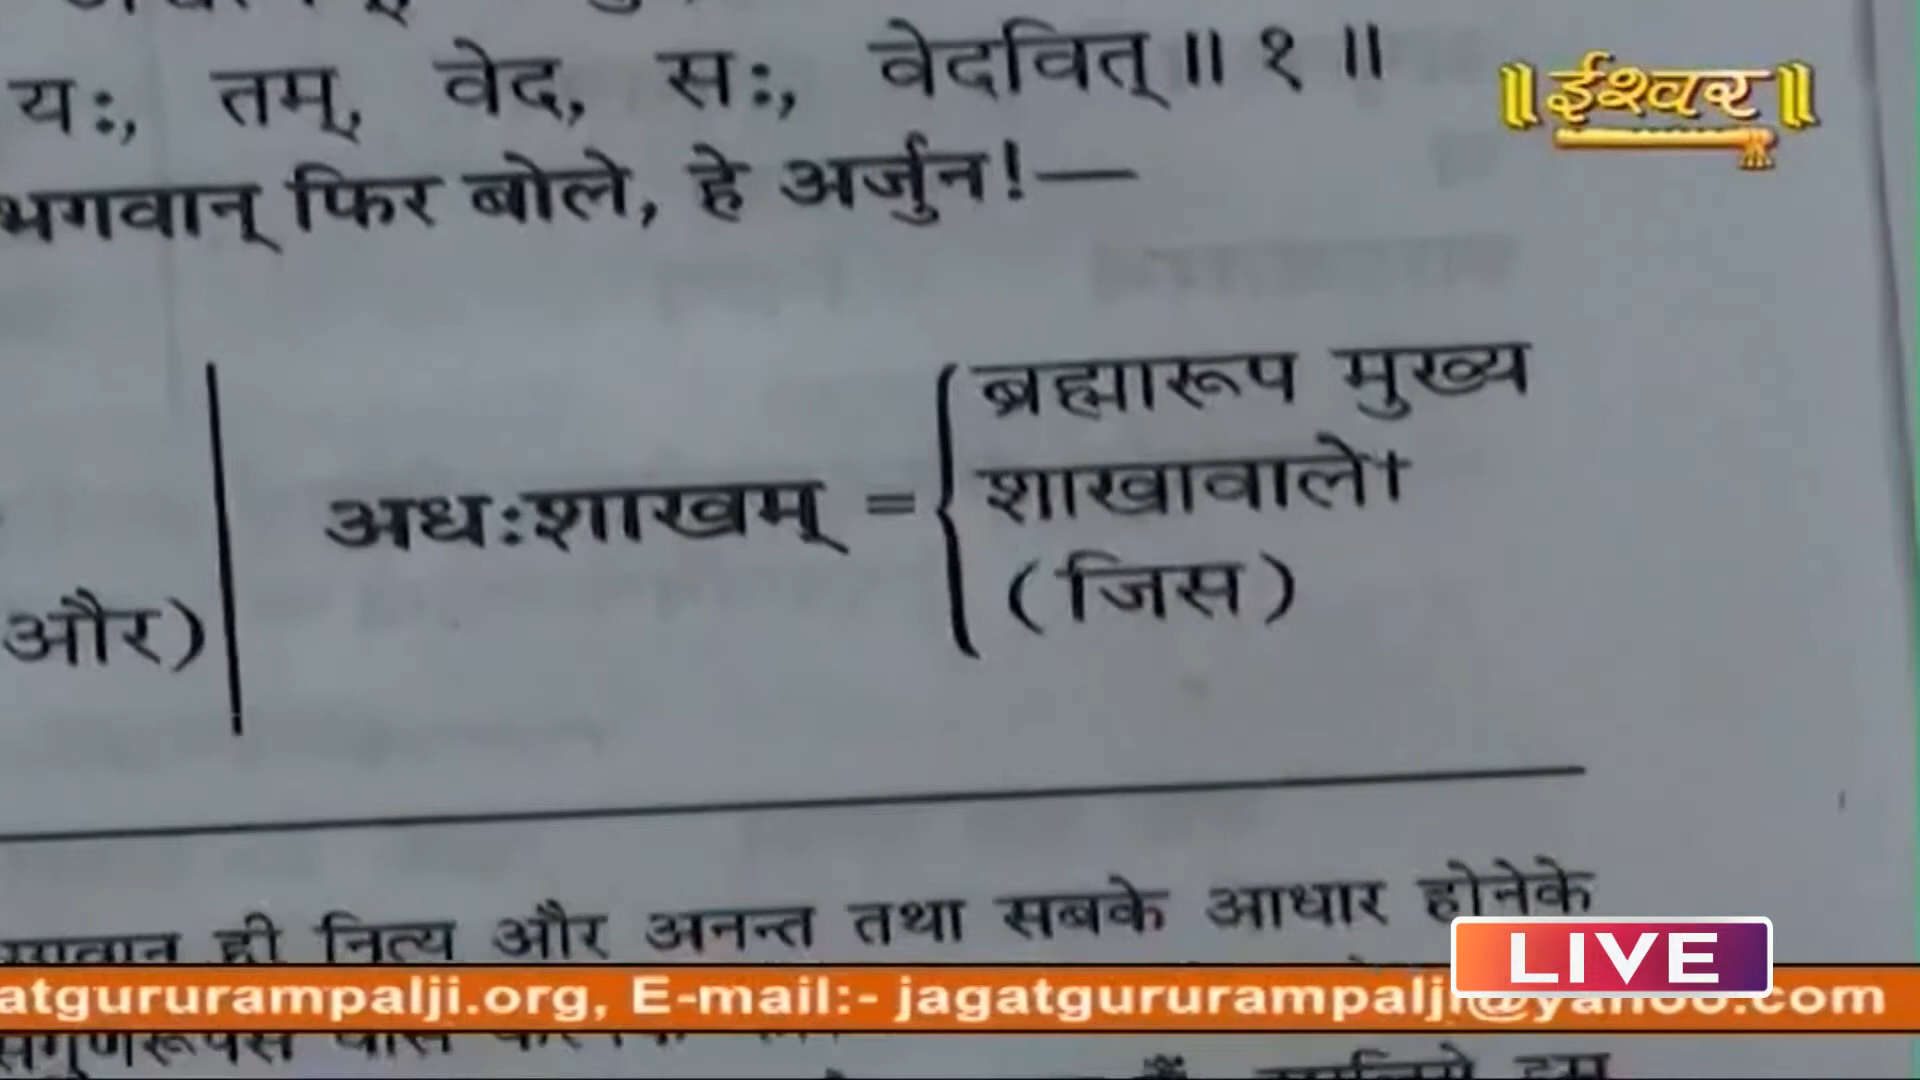 यः, तम्, वेद, सः, वेदवित्॥ १ ॥
॥ईश्वर॥
भगवान् फिर बोले, हे अर्जुन!—
ब्रह्मारूप मुख्य
अधःशाखम् = शाखावाले†
(जिस)
और)
ही नित्य और अनन्त तथा सबके आधार होनेके
LIVE
atgururampalji.org, E-mail:- jagatgururampalji@yahoo.com